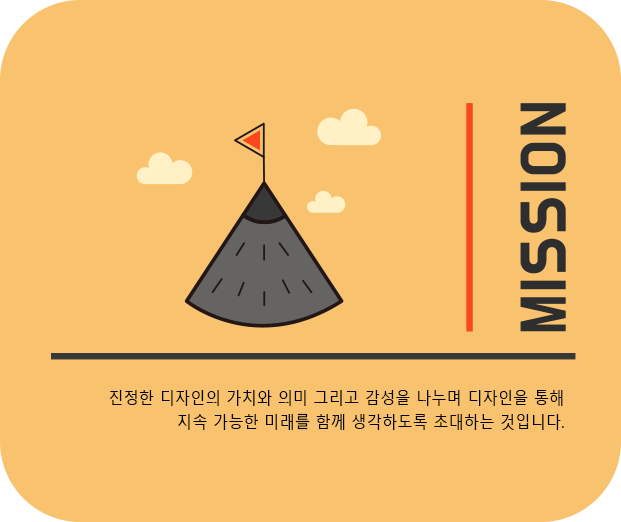 MISSION
진정한 디자인의 가치와 의미 그리고 감성을 나누며 디자인을 통해
지속 가능한 미래를 함께 생각하도록 초대하는 것입니다.